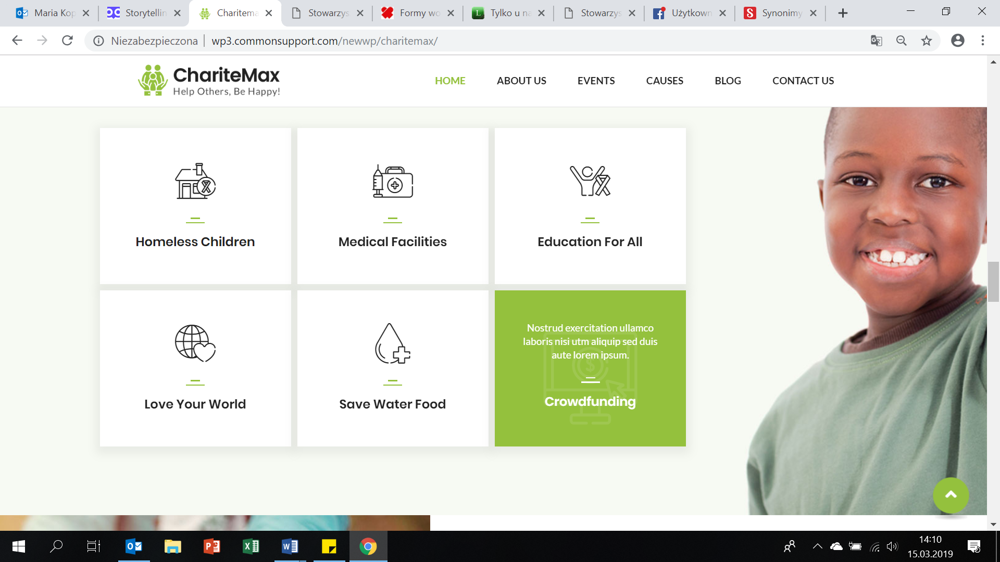 Maria Kop
Storytellin
Charitema
Stowarzys
Formy wo
Tylko u na
Stowarzys
Użytkown
Synonimy
Niezabezpieczona
wp3.commonsupport.com/newwp/charitemax/
ChariteMax
Help Others, Be Happy!
HOME
ABOUT US
EVENTS
CAUSES
BLOG
CONTACT US
Homeless Children
Medical Facilities
Education For All
Love Your World
Save Water Food
Nostrud exercitation ullamco
laboris nisi utm aliquip sed duis
aute lorem ipsum.
Crowdfunding
14:10
15.03.2019